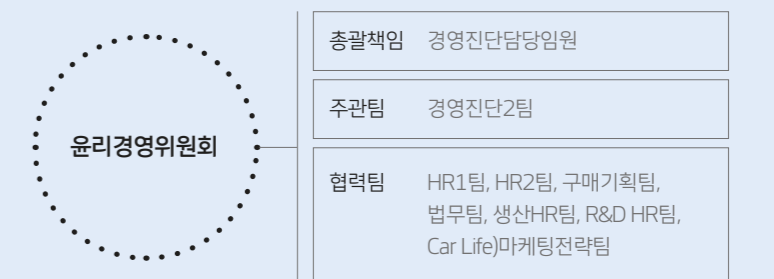 윤리경영위원회
총괄책임 경영진단담당임원
주관팀 경영진단2팀
협력팀 HR1팀, HR2팀, 구매기획팀,
법무팀, 생산HR팀, R&D HR팀,
Car Life)마케팅전략팀